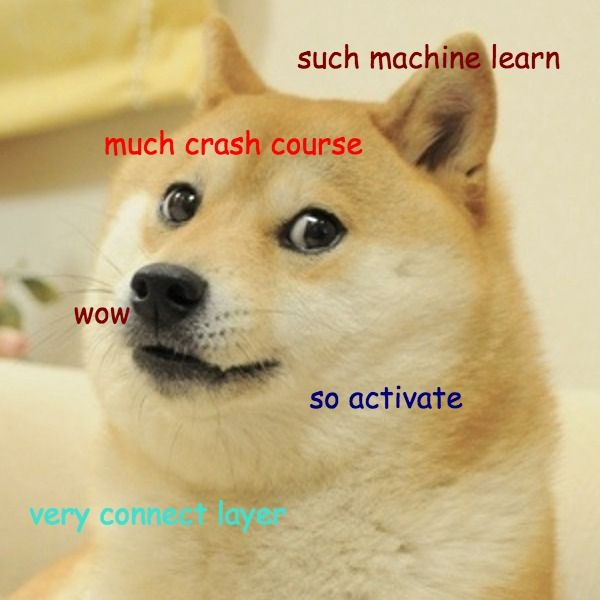 such machine learn
much crash course
wow
so activate
very connect layer